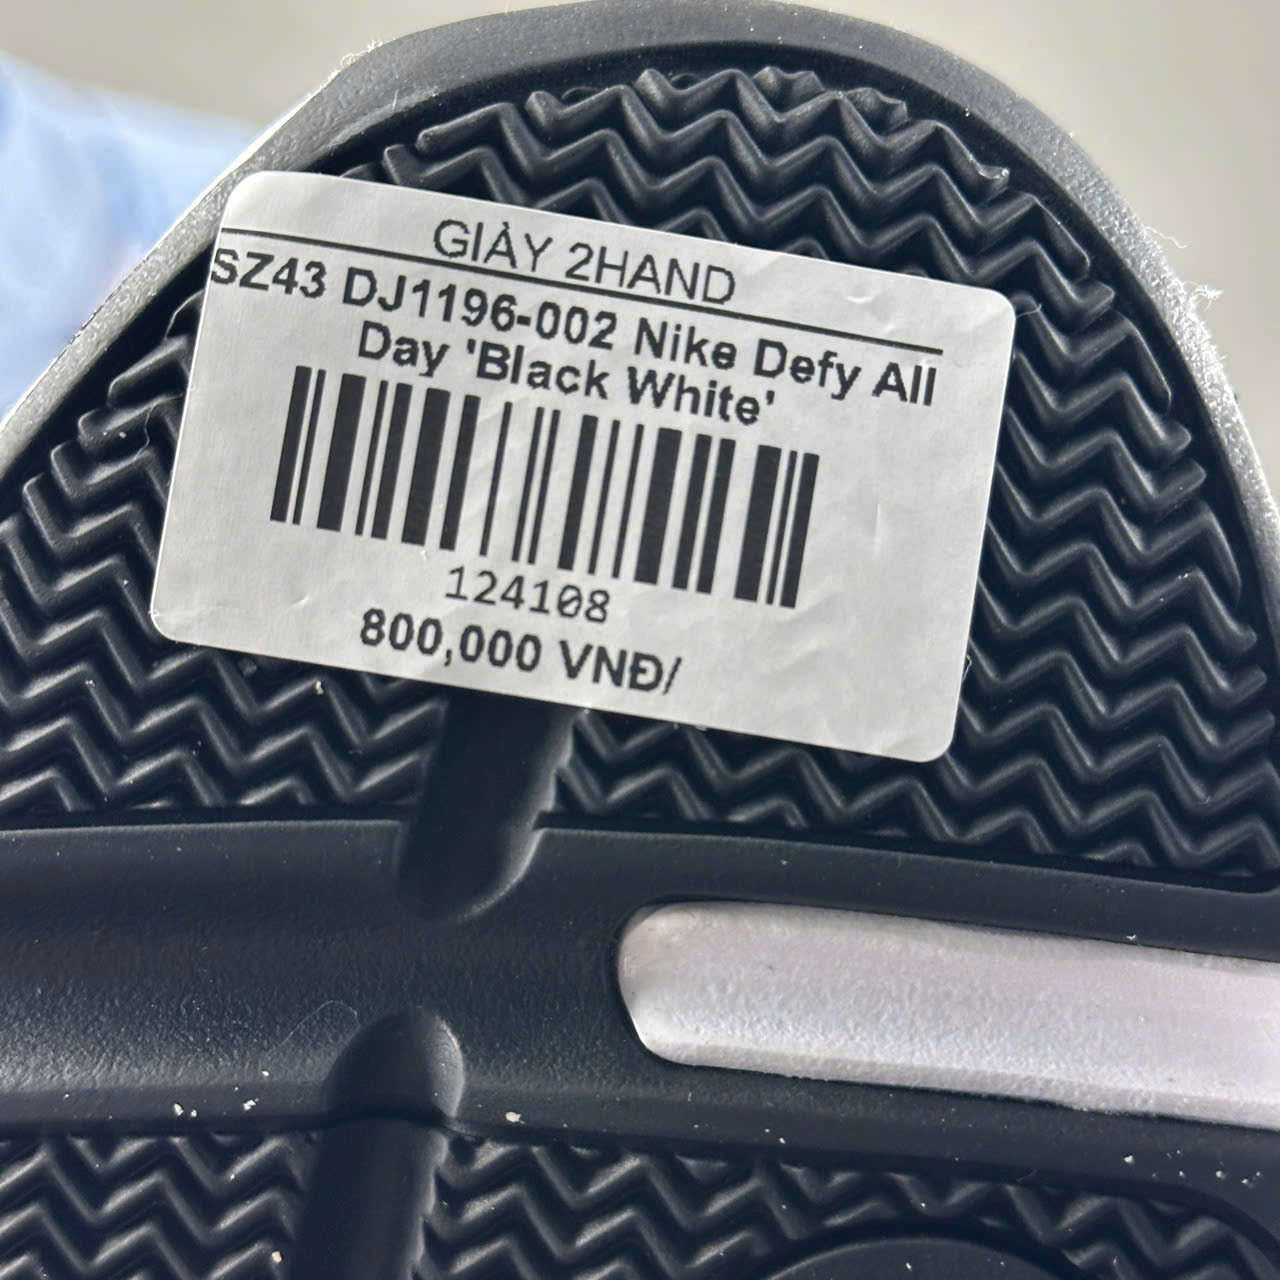 GIÀY 2HAND
SZ43 DJ1196-002 Nike Defy All
Day 'Black White'
124108
800,000 VNĐ/